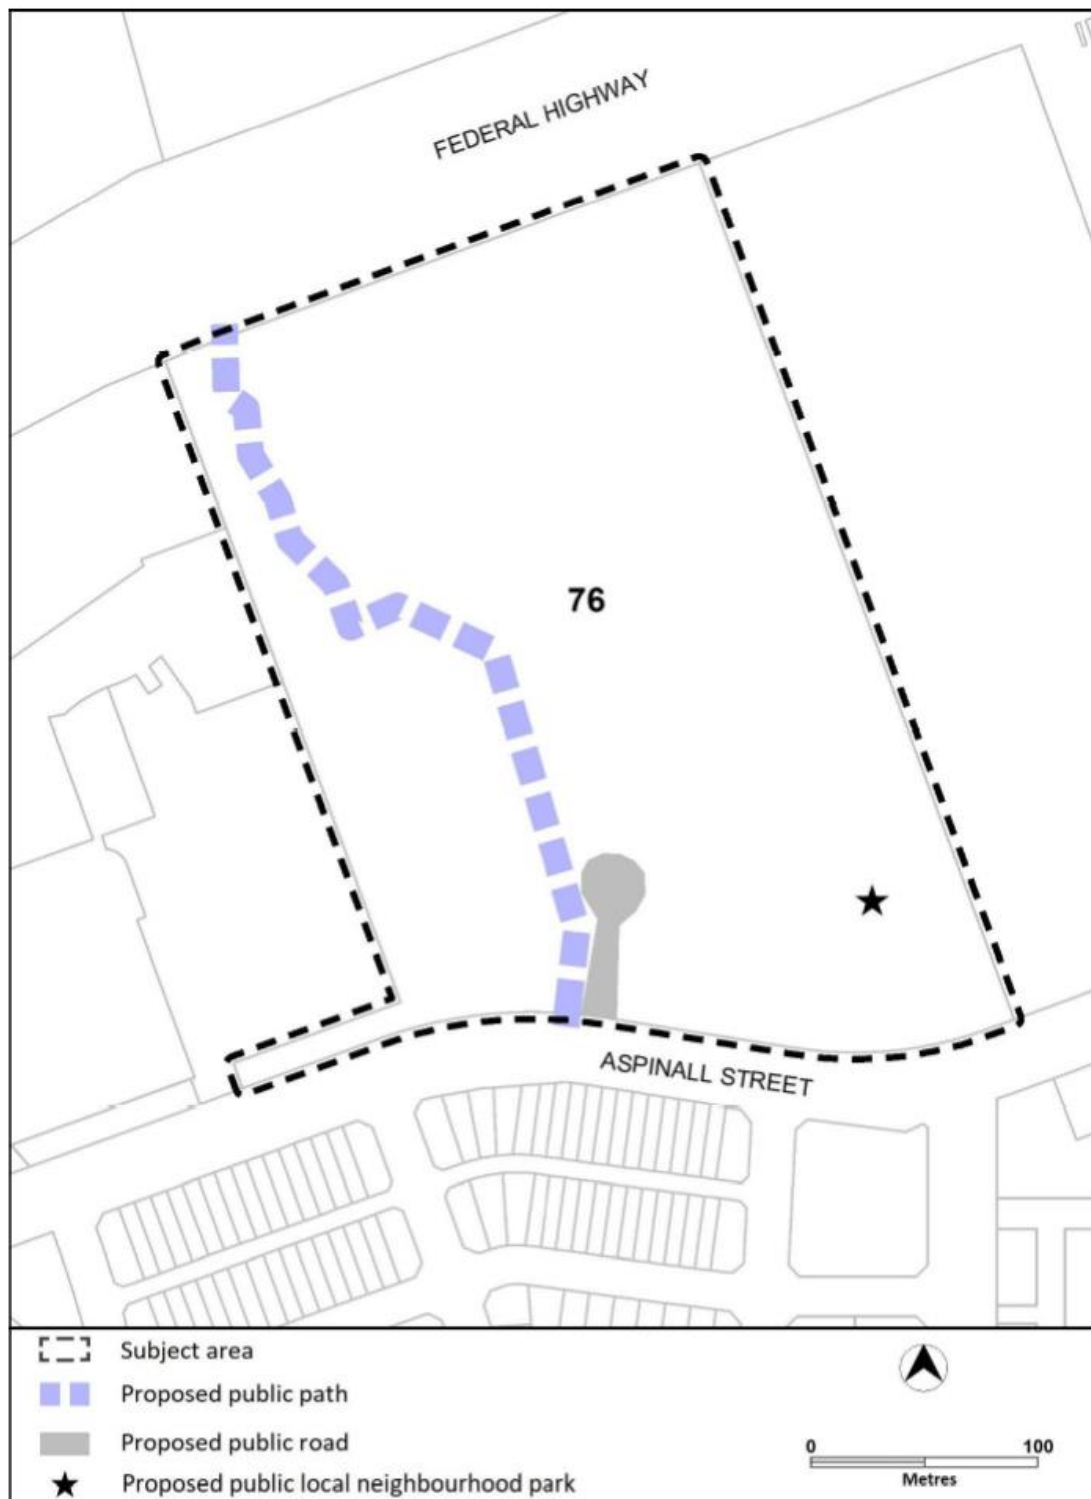 FEDERAL HIGHWAY
76
ASPINALL STREET
Subject area
Proposed public path
Proposed public road
Proposed public local neighbourhood park
0 100
Metres